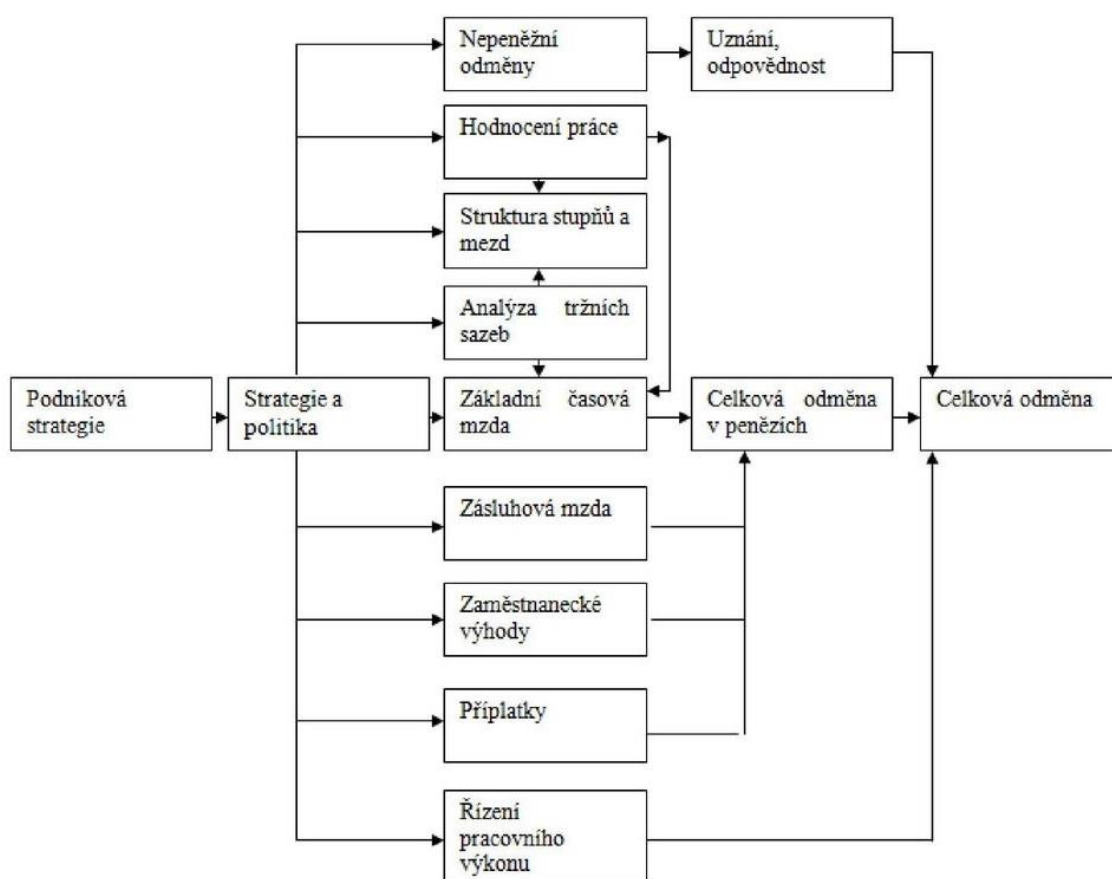 Nepeněžní
odměny
Uznání,
odpovědnost
Hodnocení práce
Struktura stupňů a
mezd
Analýza tržních
sazeb
Podniková
strategie
Strategie a
politika
Základní časová
mzda
Celková odměna
v penězích
Celková odměna
Zásluhová mzda
Zaměstnanecké
výhody
Příplatky
Řízení
pracovního
výkonu